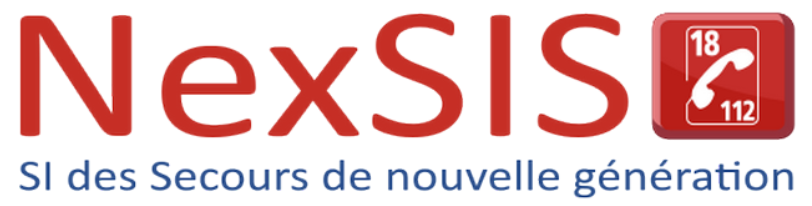 NexSIS
18
112
SI des Secours de nouvelle génération